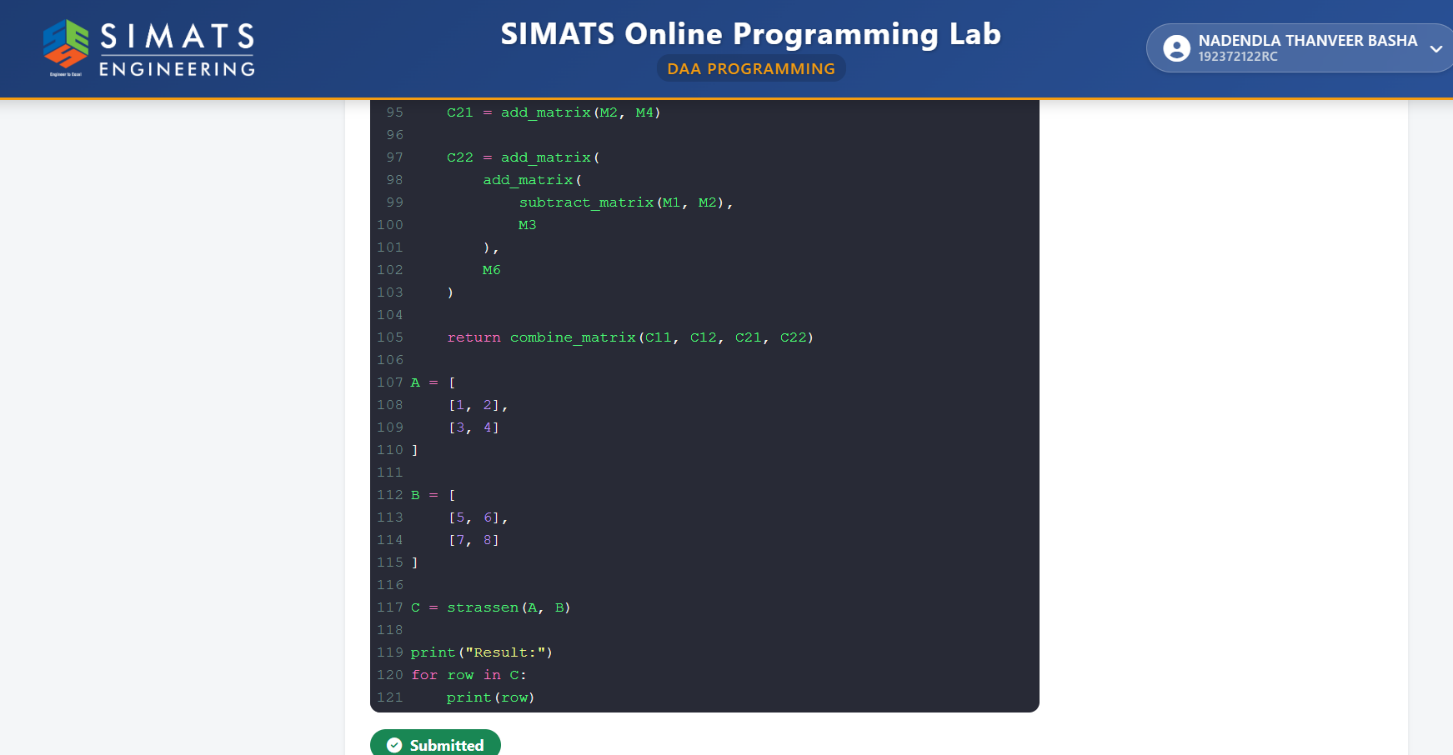 SIMATS
ENGINEERING
Engineer to Excel
SIMATS Online Programming Lab
DAA PROGRAMMING
NADENDLA THANVEER BASHA
192372122RC
95     C21 = add_matrix(M2, M4)
96
97     C22 = add_matrix(
98         add_matrix(
99             subtract_matrix(M1, M2),
100             M3
101         ),
102         M6
103     )
104
105     return combine_matrix(C11, C12, C21, C22)
106
107 A = [
108     [1, 2],
109     [3, 4]
110 ]
111
112 B = [
113     [5, 6],
114     [7, 8]
115 ]
116
117 C = strassen(A, B)
118
119 print("Result:")
120 for row in C:
121     print(row)
Submitted